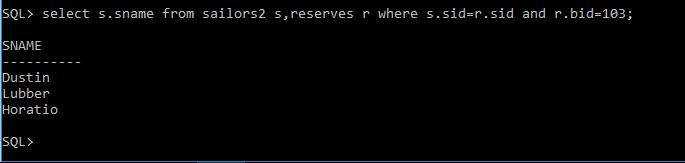 SQL> select s.sname from sailors2 s,reserves r where s.sid=r.sid and r.bid=103;
SNAME
----------
Dustin
Lubber
Horatio
SQL>